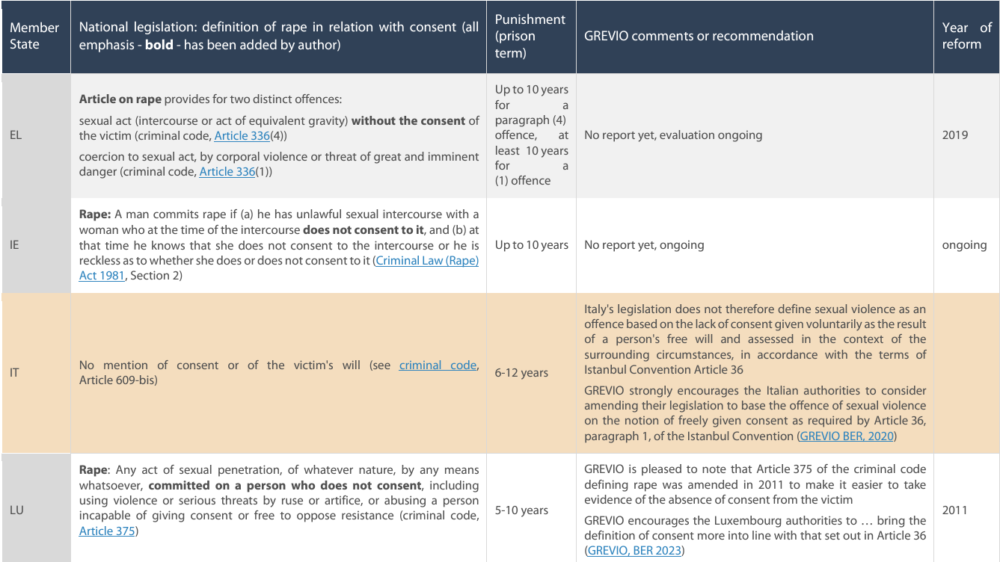 Member State
National legislation: definition of rape in relation with consent (all
emphasis - bold - has been added by author)
Punishment
(prison
term)
GREVIO comments or recommendation
Year of
reform
EL
Article on rape provides for two distinct offences:
sexual act (intercourse or act of equivalent gravity) without the consent of
the victim (criminal code, Article 336(4))
coercion to sexual act, by corporal violence or threat of great and imminent
danger (criminal code, Article 336(1))
Up to 10 years
for a
paragraph (4)
offence, at
least 10 years
for a
(1) offence
No report yet, evaluation ongoing
2019
IE
Rape: A man commits rape if (a) he has unlawful sexual intercourse with a
woman who at the time of the intercourse does not consent to it, and (b) at
that time he knows that she does not consent to the intercourse or he is
reckless as to whether she does or does not consent to it (Criminal Law (Rape)
Act 1981, Section 2)
Up to 10 years
No report yet, ongoing
ongoing
IT
No mention of consent or of the victim's will (see criminal code,
Article 609-bis)
6-12 years
Italy's legislation does not therefore define sexual violence as an
offence based on the lack of consent given voluntarily as the result
of a person's free will and assessed in the context of the
surrounding circumstances, in accordance with the terms of
Istanbul Convention Article 36
GREVIO strongly encourages the Italian authorities to consider
amending their legislation to base the offence of sexual violence
on the notion of freely given consent as required by Article 36,
paragraph 1, of the Istanbul Convention (GREVIO BER, 2020)
LU
Rape: Any act of sexual penetration, of whatever nature, by any means
whatsoever, committed on a person who does not consent, including
using violence or serious threats by ruse or artifice, or abusing a person
incapable of giving consent or free to oppose resistance (criminal code,
Article 375)
5-10 years
GREVIO is pleased to note that Article 375 of the criminal code
defining rape was amended in 2011 to make it easier to take
evidence of the absence of consent from the victim
GREVIO encourages the Luxembourg authorities to … bring the
definition of consent more into line with that set out in Article 36
(GREVIO, BER 2023)
2011